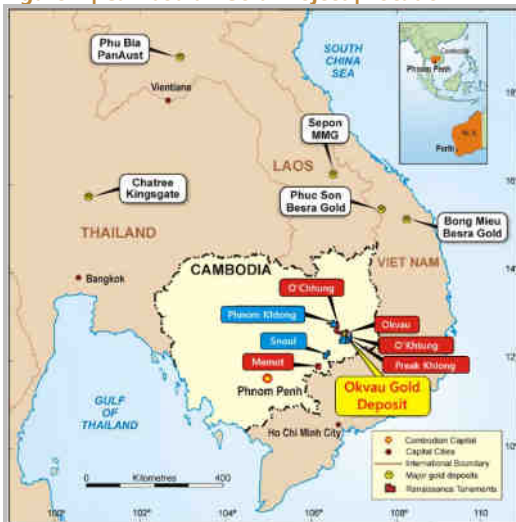 Phu Bia
PanAust
Vientiane
SOUTH
CHINA
SEA
Cambodia
Phnom Penh
W.A.
Perth
18°
Sepon
MMG
LAOS
16°
Chatree
Kingsgate
Phuc Son
Besra Gold
Bong Mieu
Besra Gold
THAILAND
VIET NAM
14°
CAMBODIA
Bangkok
O'Chhung
Phnom Khtong
Okvau
Snoul
O'Khtung
Memot
Preak Khlong
12°
Phnom Penh
Okvau Gold
Deposit
GULF
OF
THAILAND
Ho Chi Minh City
Kilometres
0 400
Cambodian Capital
Capital Cities
International Boundary
Major gold deposits
Renaissance Tenements
102° 100° 104° 106° 108° 110